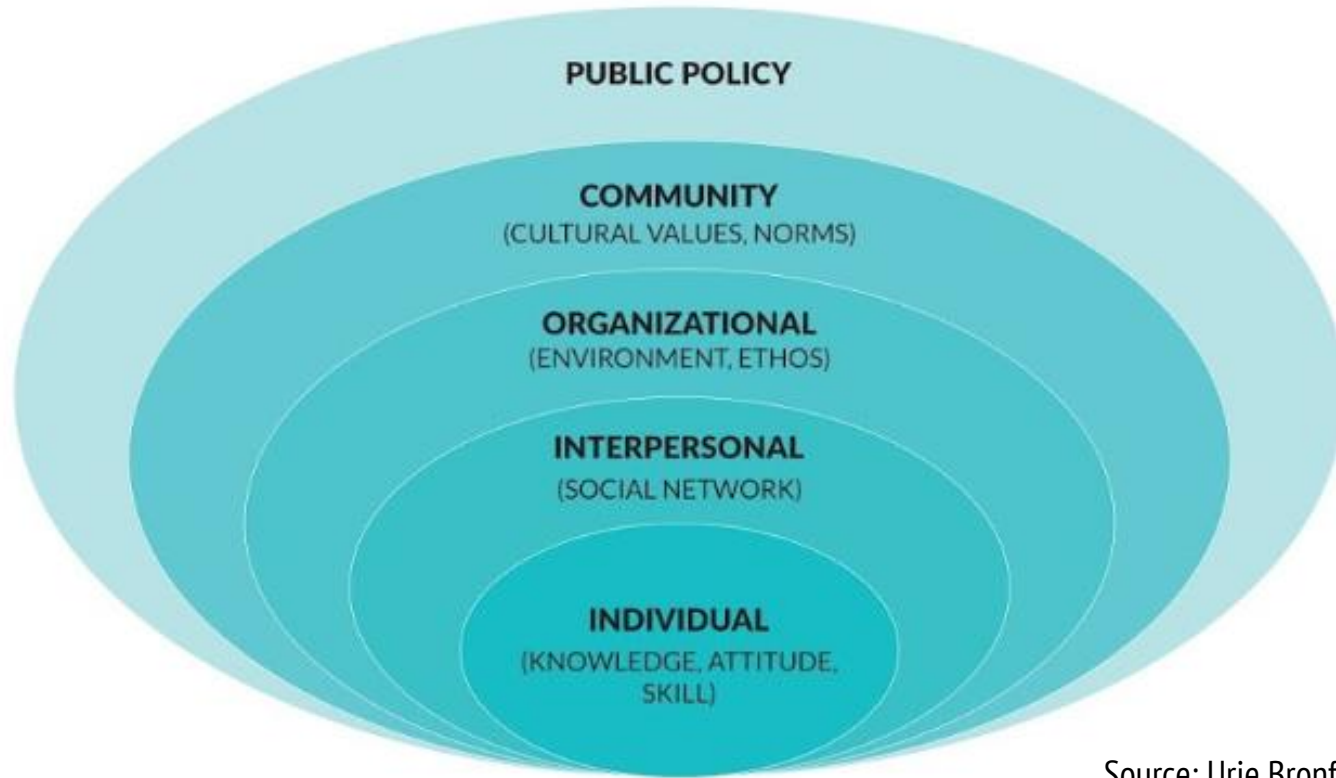 PUBLIC POLICY
COMMUNITY
(CULTURAL VALUES, NORMS)
ORGANIZATIONAL
(ENVIRONMENT, ETHOS)
INTERPERSONAL
(SOCIAL NETWORK)
INDIVIDUAL
(KNOWLEDGE, ATTITUDE,
SKILL)
Source: Urie